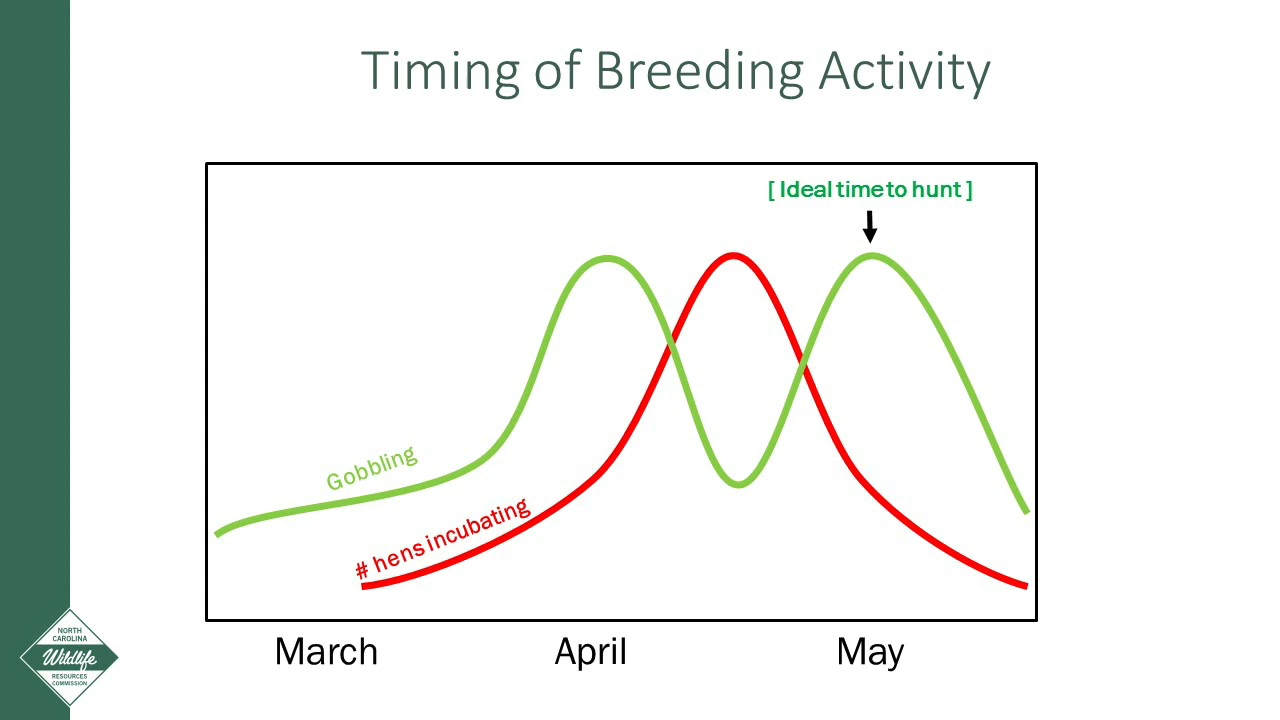 Timing of Breeding Activity
[ Ideal time to hunt ]
Gobbling
# hens incubating
March April May
NORTH
CAROLINA
Wildlife
RESOURCES
COMMISSION